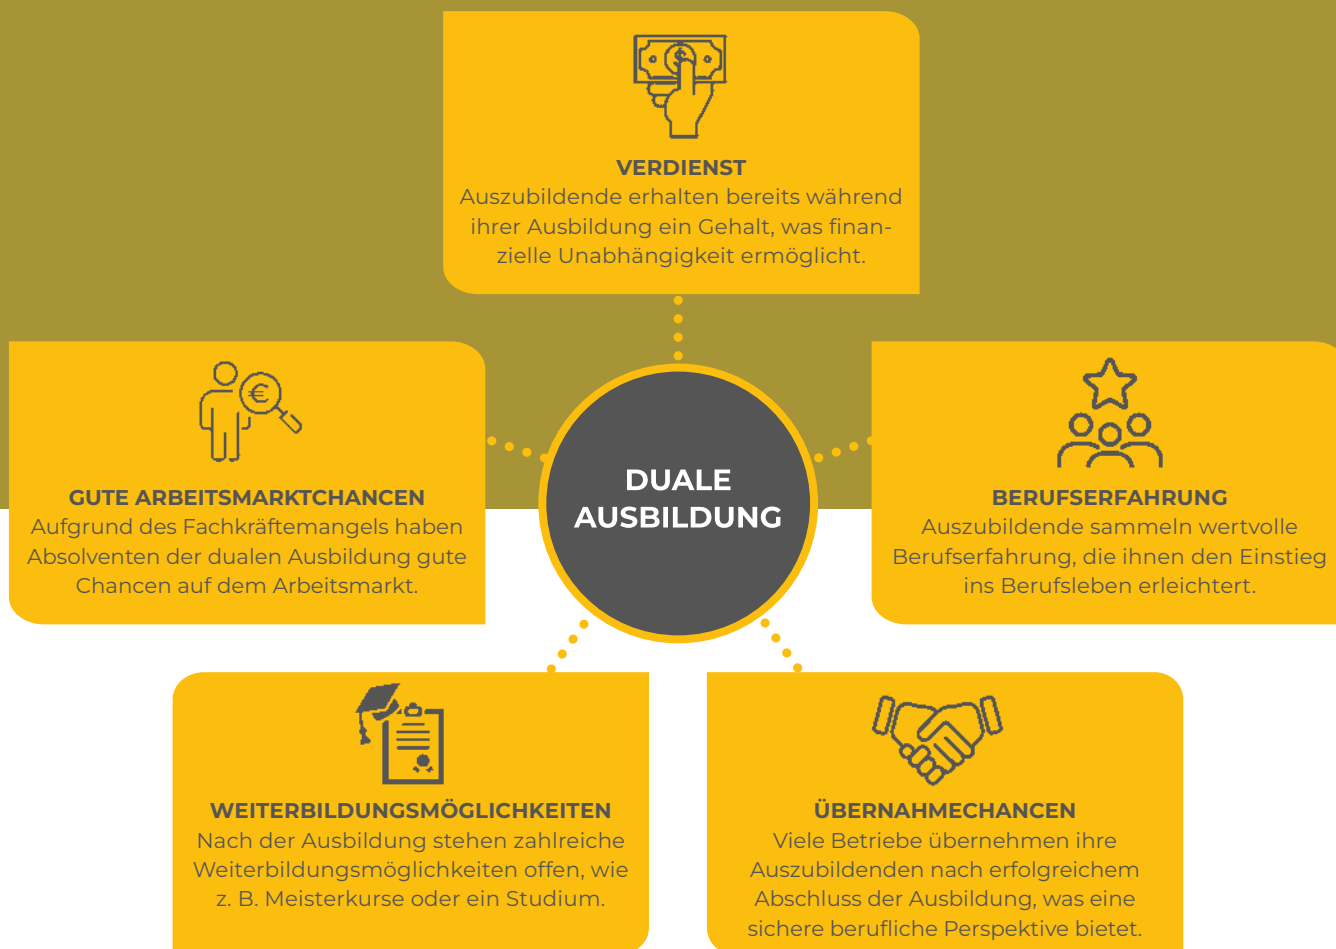 VERDIENST
Auszubildende erhalten bereits während
ihrer Ausbildung ein Gehalt, was finan-
zielle Unabhängigkeit ermöglicht.
GUTE ARBEITSMARKTCHANCEN
Aufgrund des Fachkräftemangels haben
Absolventen der dualen Ausbildung gute
Chancen auf dem Arbeitsmarkt.
DUALE
AUSBILDUNG
BERUFSERFAHRUNG
Auszubildende sammeln wertvolle
Berufserfahrung, die ihnen den Einstieg
ins Berufsleben erleichtert.
WEITERBILDUNGSMÖGLICHKEITEN
Nach der Ausbildung stehen zahlreiche
Weiterbildungsmöglichkeiten offen, wie
z. B. Meisterkurse oder ein Studium.
ÜBERNAHMECHANCEN
Viele Betriebe übernehmen ihre
Auszubildenden nach erfolgreichem
Abschluss der Ausbildung, was eine
sichere berufliche Perspektive bietet.